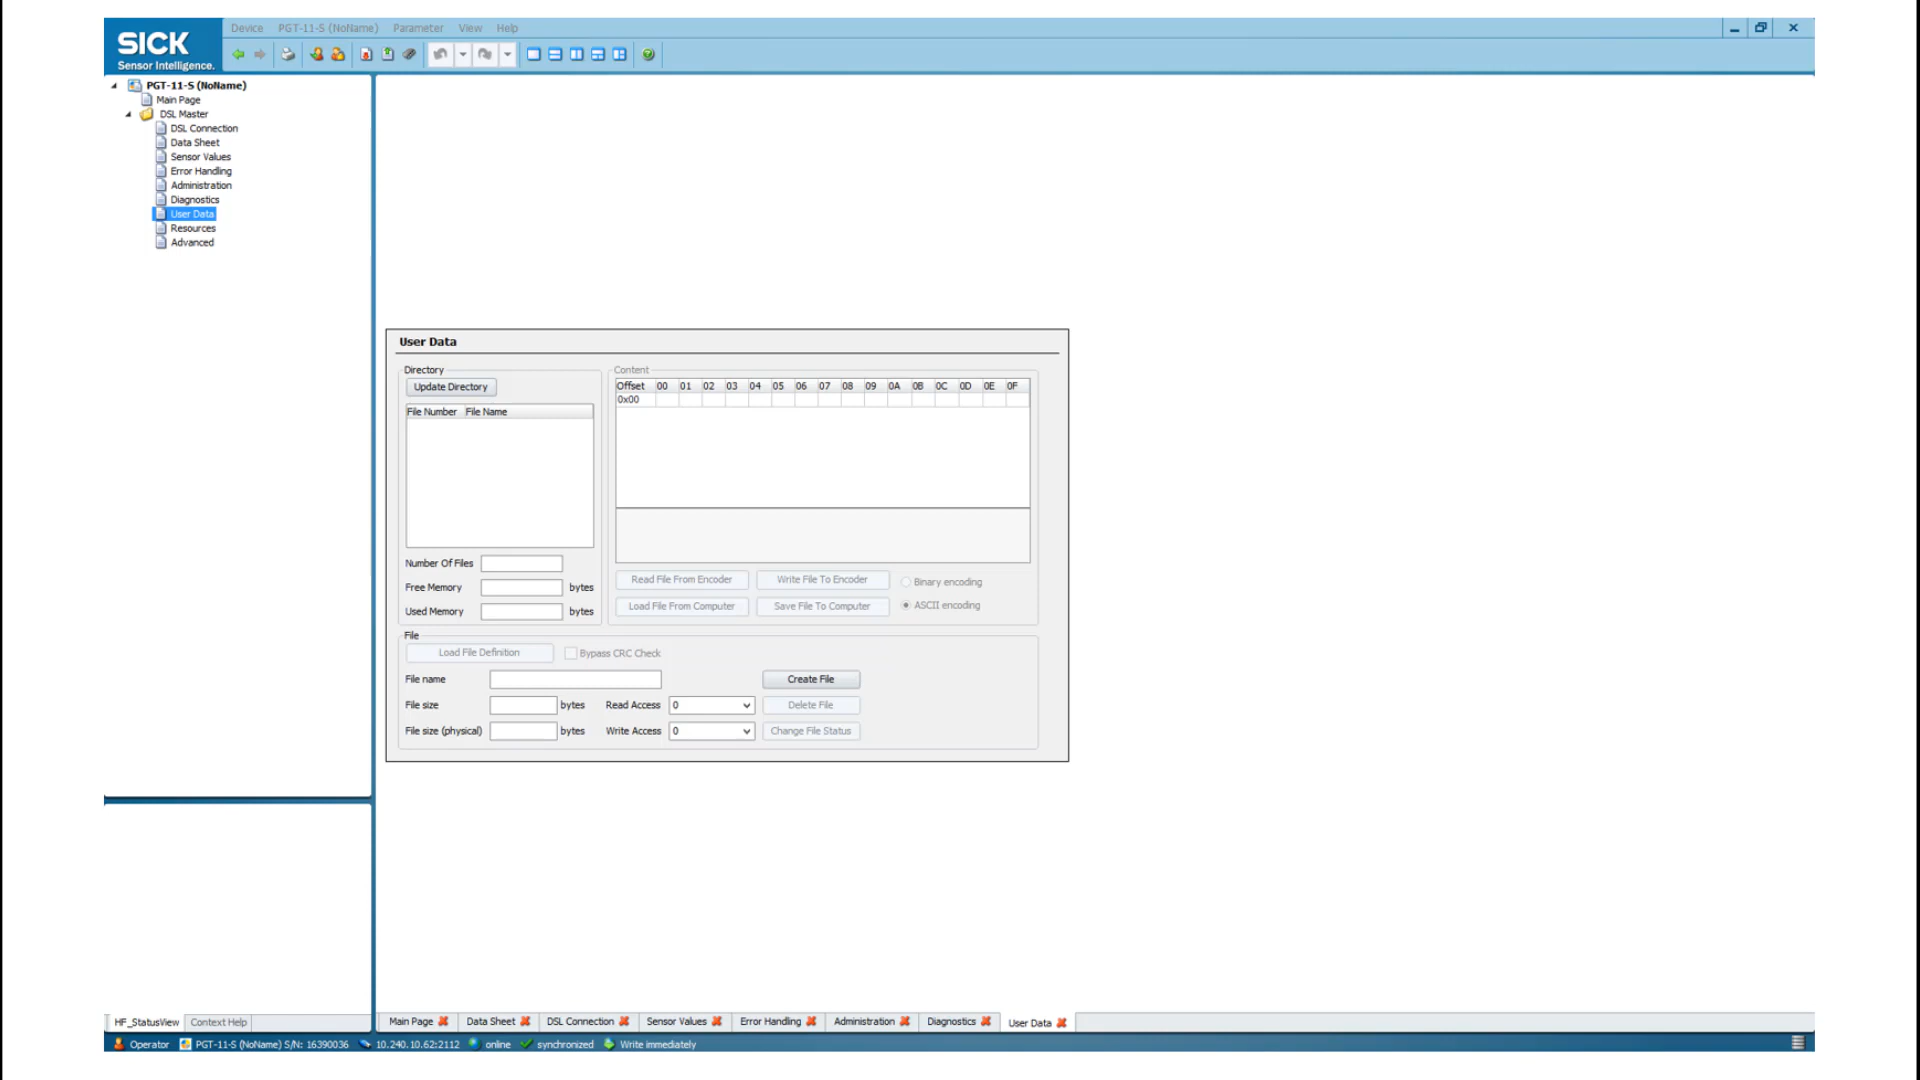 SICK
Sensor Intelligence.
Device PGT-11-S (NoName) Parameter View Help
PGT-11-S (NoName)
Main Page
DSL Master
DSL Connection
Data Sheet
Sensor Values
Error Handling
Administration
Diagnostics
User Data
Resources
Advanced
User Data
Directory
Update Directory
File Number File Name
Number Of Files
Free Memory bytes
Used Memory bytes
Content
Offset 00 01 02 03 04 05 06 07 08 09 0A 0B 0C 0D 0E 0F
0x00
Read File From Encoder Write File To Encoder Binary encoding
Load File From Computer Save File To Computer ASCII encoding
File
Load File Definition Bypass CRC Check
File name Create File
File size bytes Read Access 0 Delete File
File size (physical) bytes Write Access 0 Change File Status
HF_StatusView Context Help
Main Page Data Sheet DSL Connection Sensor Values Error Handling Administration Diagnostics User Data
Operator PGT-11-S (NoName) S/N: 16390036 10.240.10.62:2112 online synchronized Write immediately